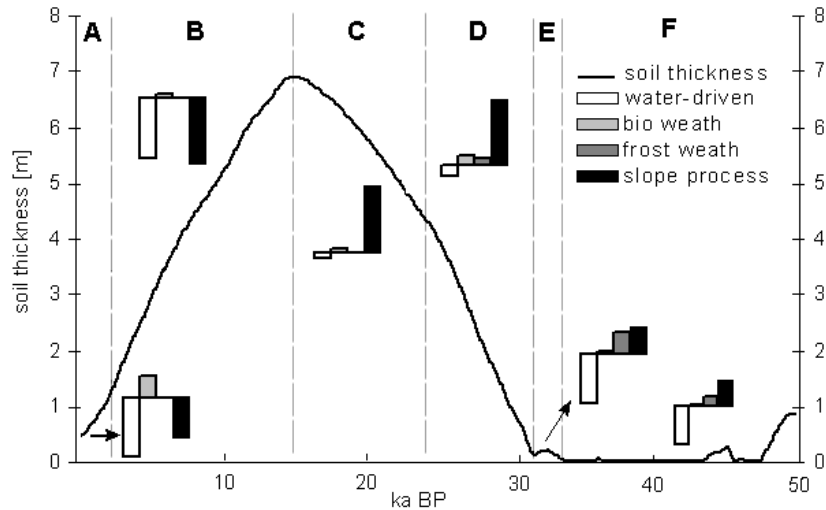 8 A B C D E F 8
7 soil thickness 7
water-driven
6 bio weath 6
frost weath
5 slope process 5
soil thickness [m]
4 4
3 3
2 2
1 1
0 0
10 20 30 40 50
ka BP